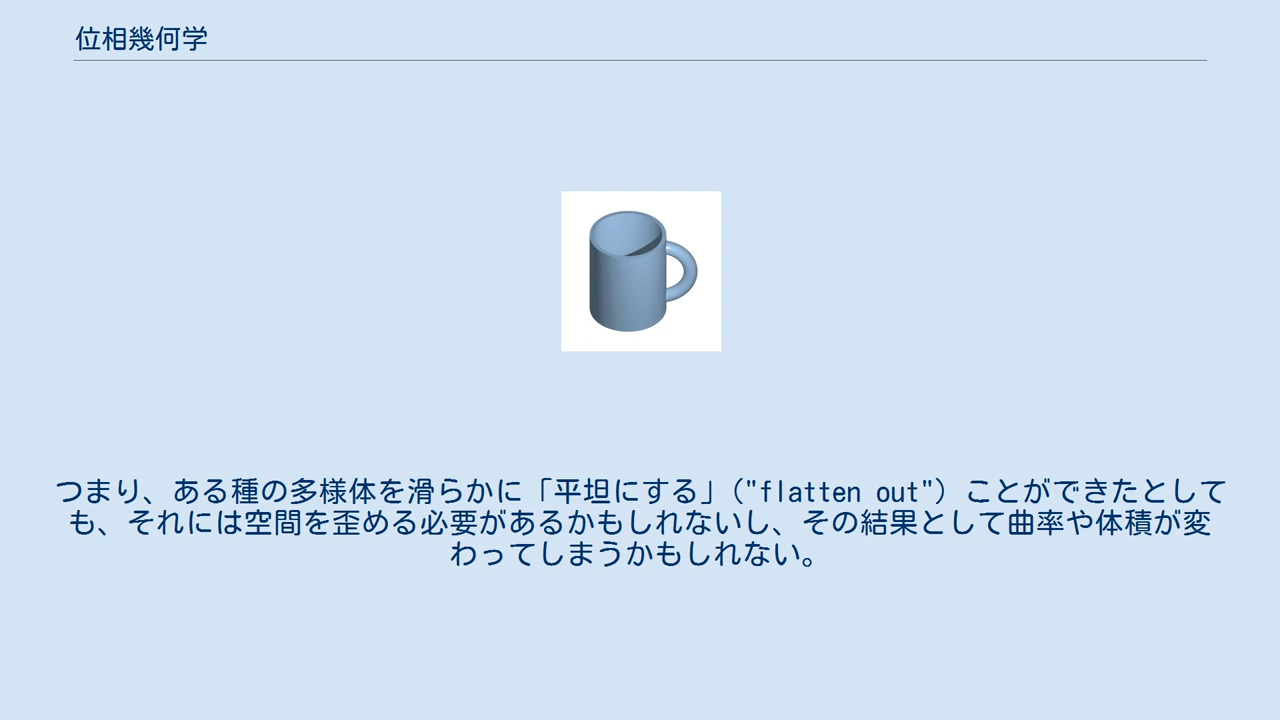 位相幾何学
つまり、ある種の多様体を滑らかに「平坦にする」("flatten out") ことができたとして
も、それには空間を歪める必要があるかもしれないし、その結果として曲率や体積が変
わってしまうかもしれない。